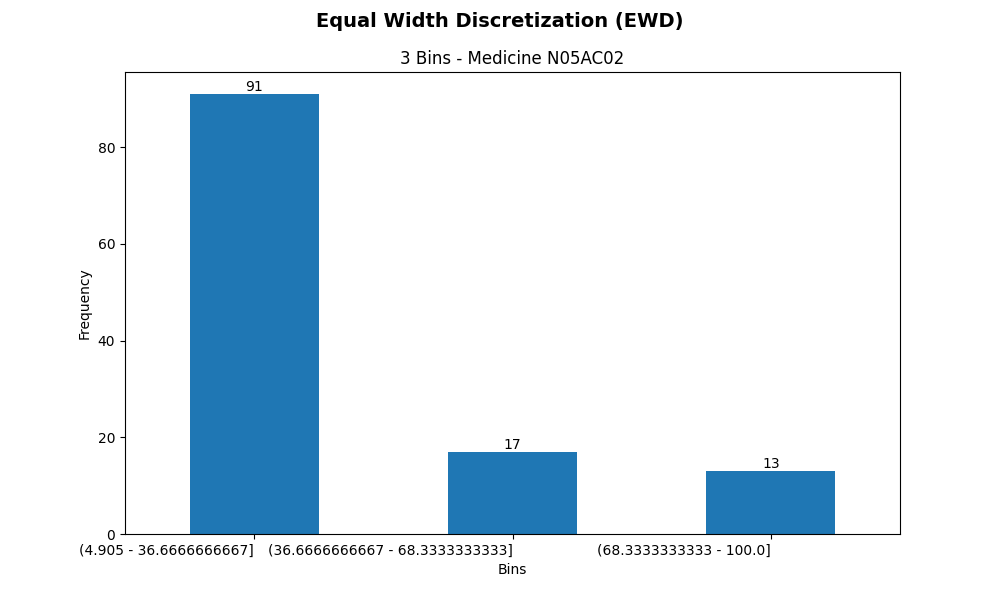 Equal Width Discretization (EWD)
3 Bins - Medicine N05AC02
91
17
13
80
60
40
20
0
Frequency
(4.905 - 36.6666666667]
(36.6666666667 - 68.3333333333]
(68.3333333333 - 100.0]
Bins